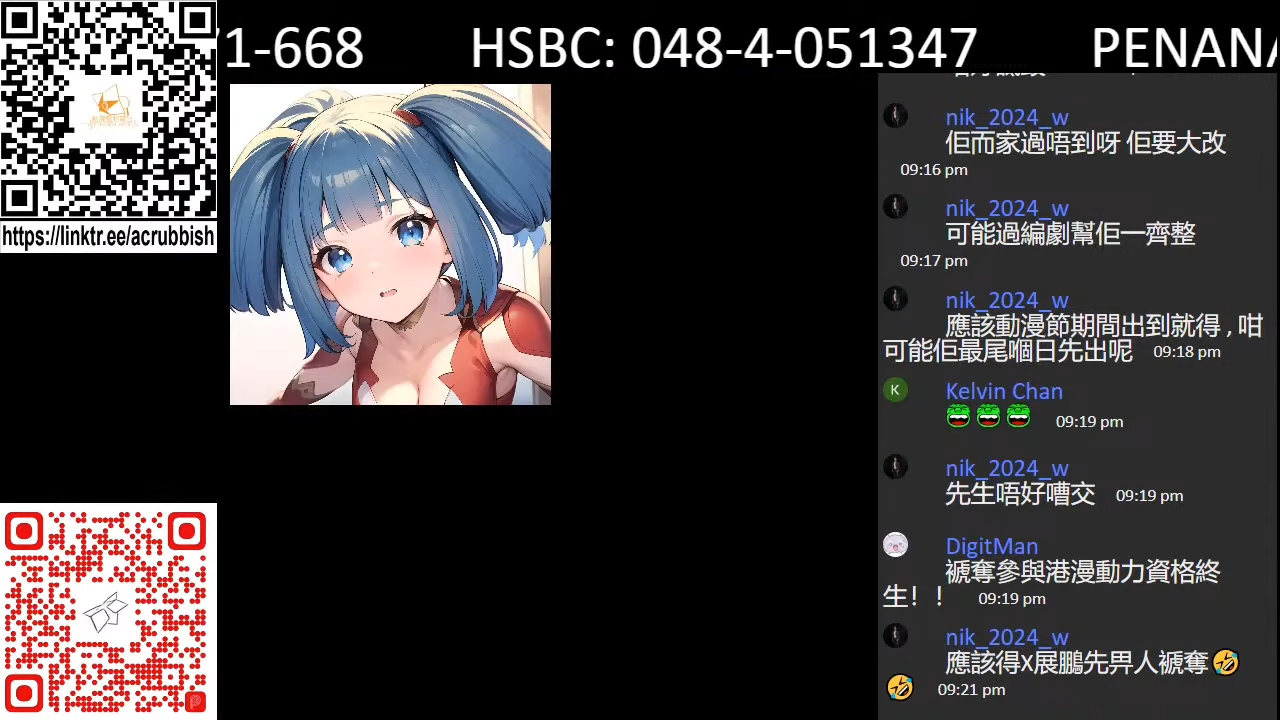 1-668 HSBC: 048-4-051347 PENANA
https://linktr.ee/acrubbish
nik_2024_w
佢而家過唔到呀 佢要大改
09:16 pm
nik_2024_w
可能過編劇幫佢一齊整
09:17 pm
nik_2024_w
應該動漫節期間出到就得 , 咁
可能佢最尾嗰日先出呢 09:18 pm
K Kelvin Chan
09:19 pm
nik_2024_w
先生唔好嘈交 09:19 pm
DigitMan
褫奪參與港漫動力資格終
生！！ 09:19 pm
nik_2024_w
應該得x展鵬先畀人褫奪🤣
🤣 09:21 pm